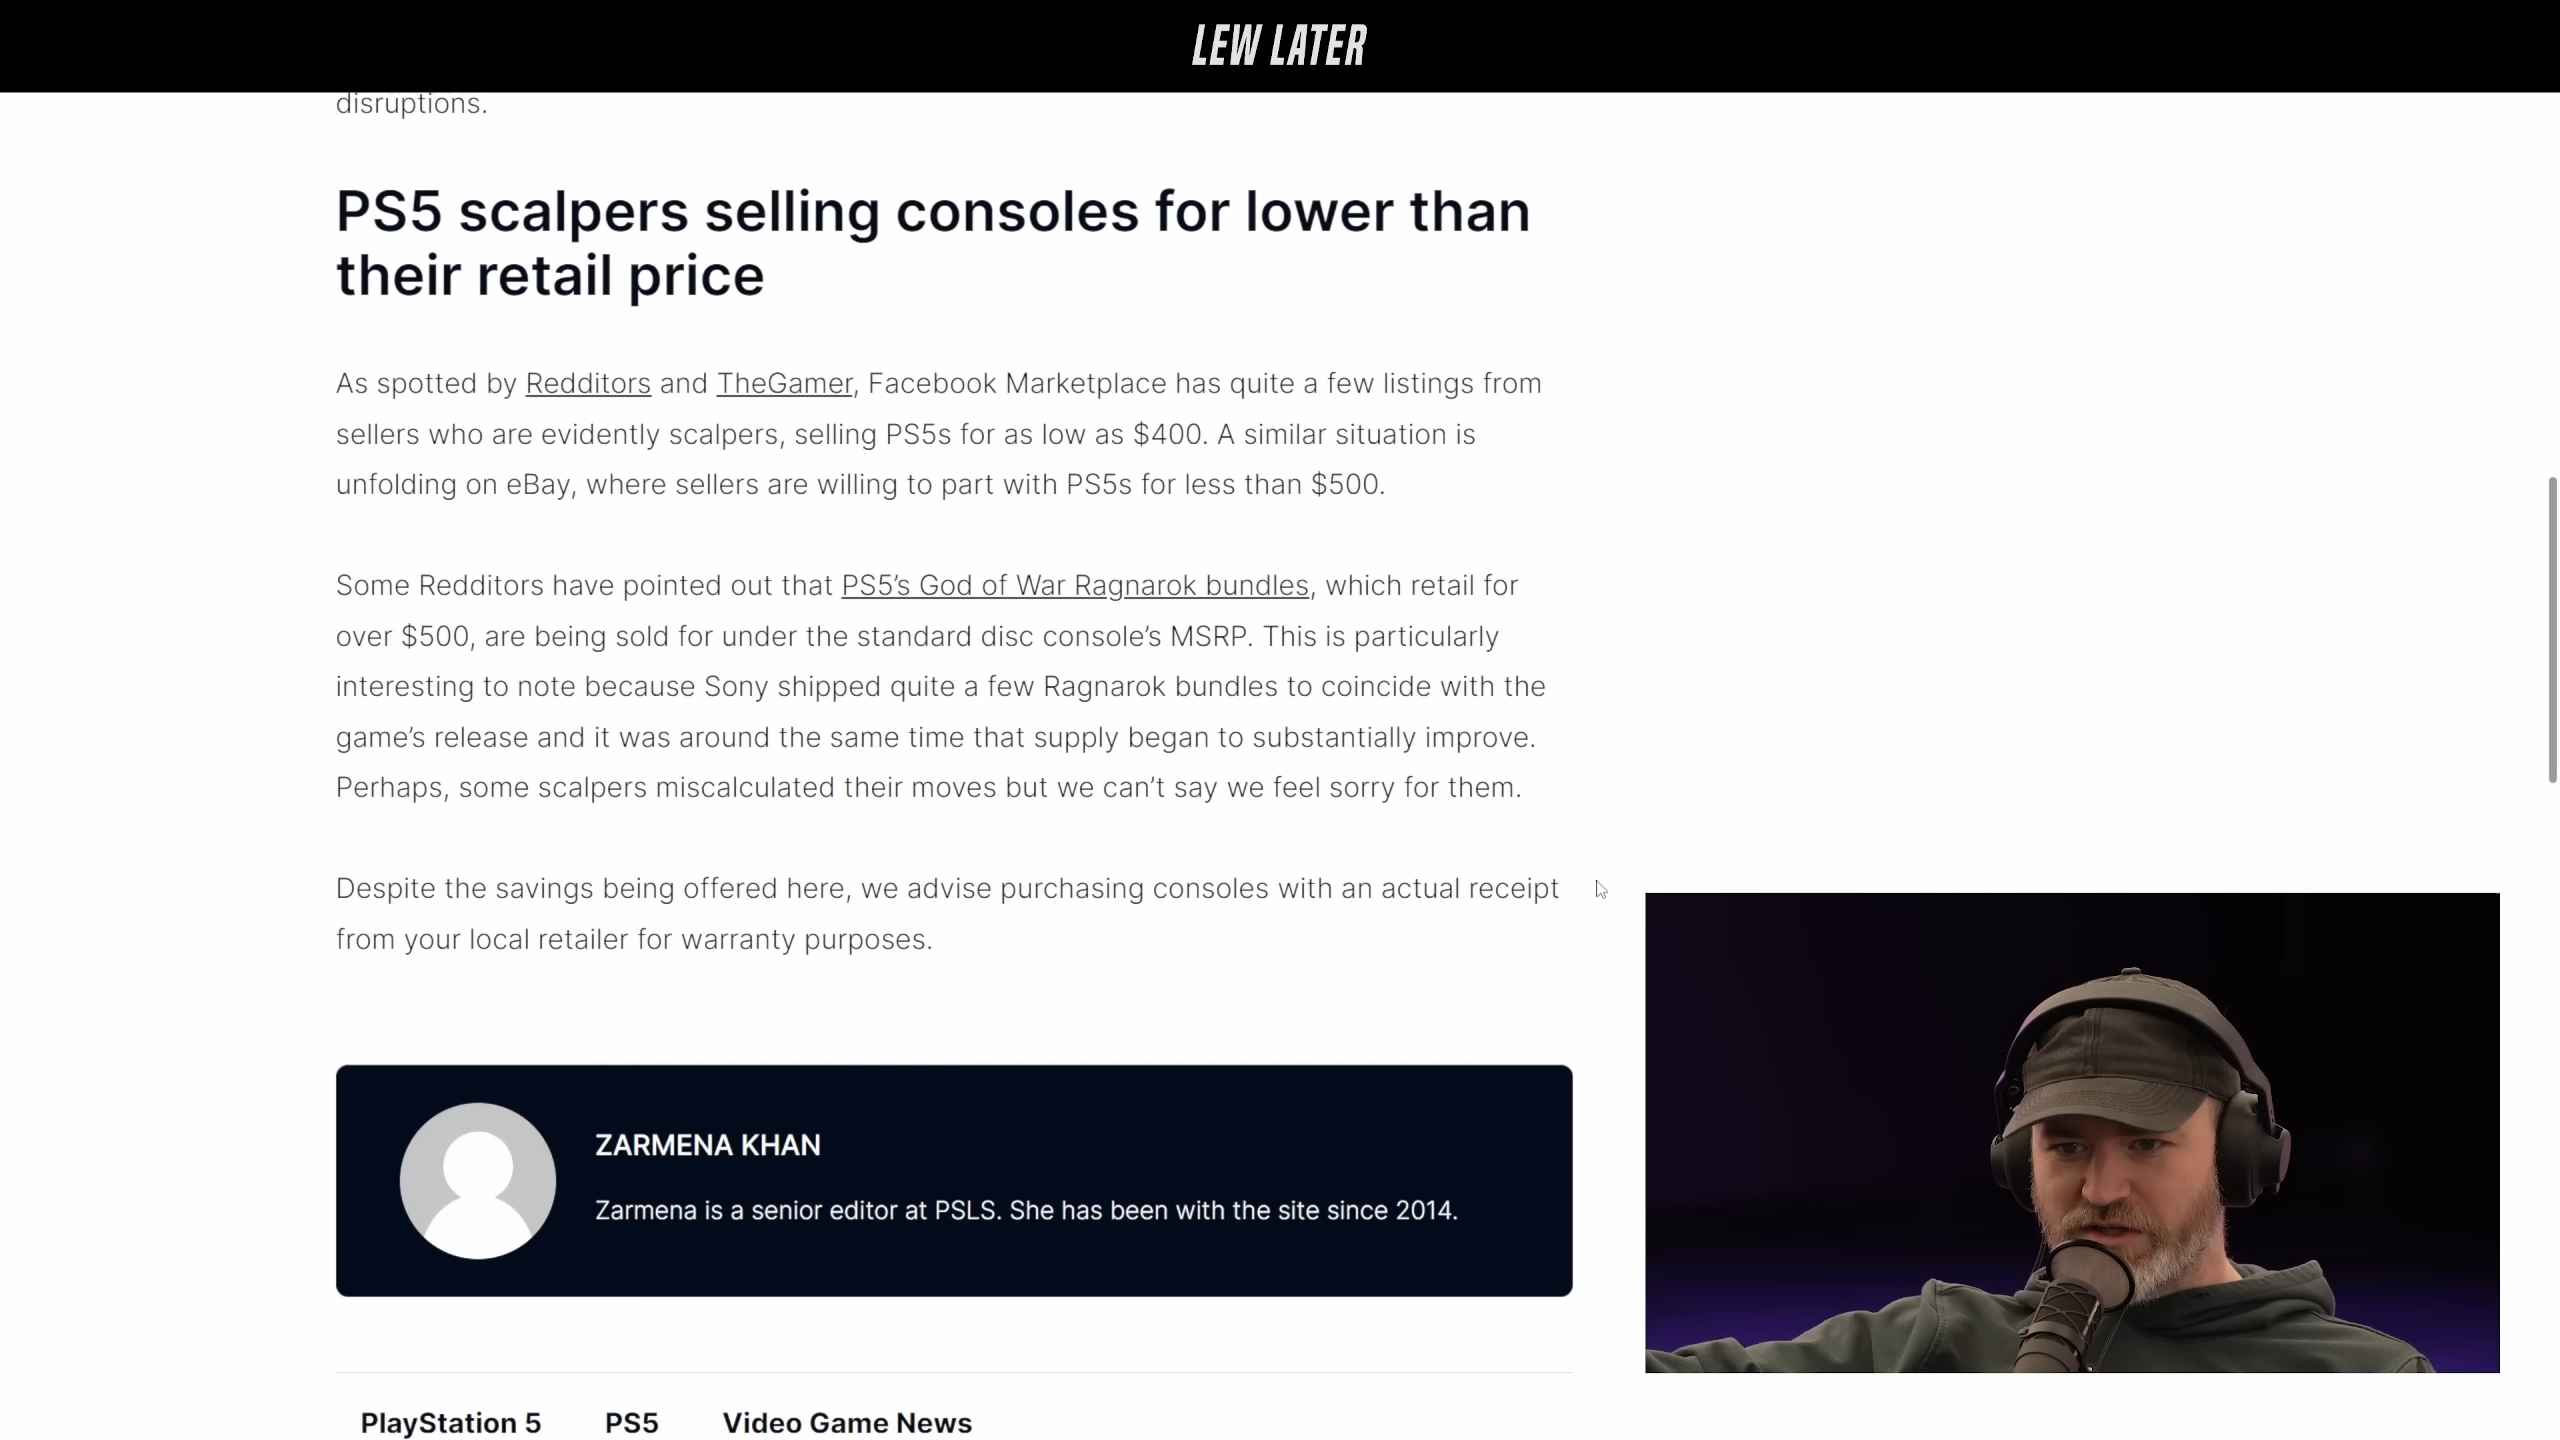 LEW LATER
disruptions.
PS5 scalpers selling consoles for lower than
their retail price
As spotted by Redditors and TheGamer, Facebook Marketplace has quite a few listings from
sellers who are evidently scalpers, selling PS5s for as low as $400. A similar situation is
unfolding on eBay, where sellers are willing to part with PS5s for less than $500.
Some Redditors have pointed out that PS5’s God of War Ragnarok bundles, which retail for
over $500, are being sold for under the standard disc console’s MSRP. This is particularly
interesting to note because Sony shipped quite a few Ragnarok bundles to coincide with the
game’s release and it was around the same time that supply began to substantially improve.
Perhaps, some scalpers miscalculated their moves but we can’t say we feel sorry for them.
Despite the savings being offered here, we advise purchasing consoles with an actual receipt
from your local retailer for warranty purposes.
ZARMENA KHAN
Zarmena is a senior editor at PSLS. She has been with the site since 2014.
PlayStation 5 PS5 Video Game News